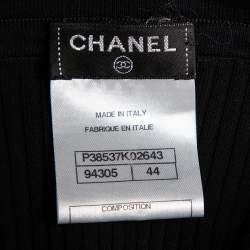 CHANEL
MADE IN ITALY
FABRIQUE EN ITALIE
P38537K02643
94305 44
COMPOSITION